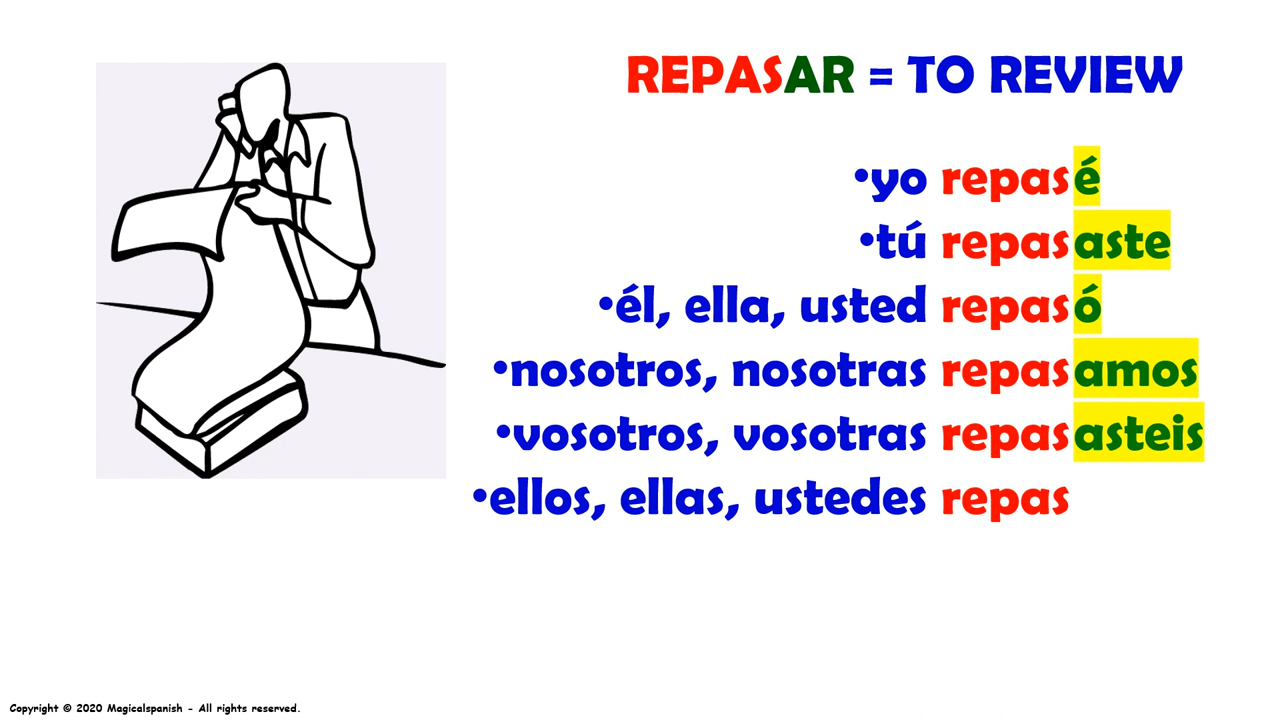 REPASAR = TO REVIEW
•yo repasé
•tú repasaste
•él, ella, usted repasó
•nosotros, nosotras repasamos
•vosotros, vosotras repasasteis
•ellos, ellas, ustedes repas
Copyright © 2020 Magicalspanish - All rights reserved.